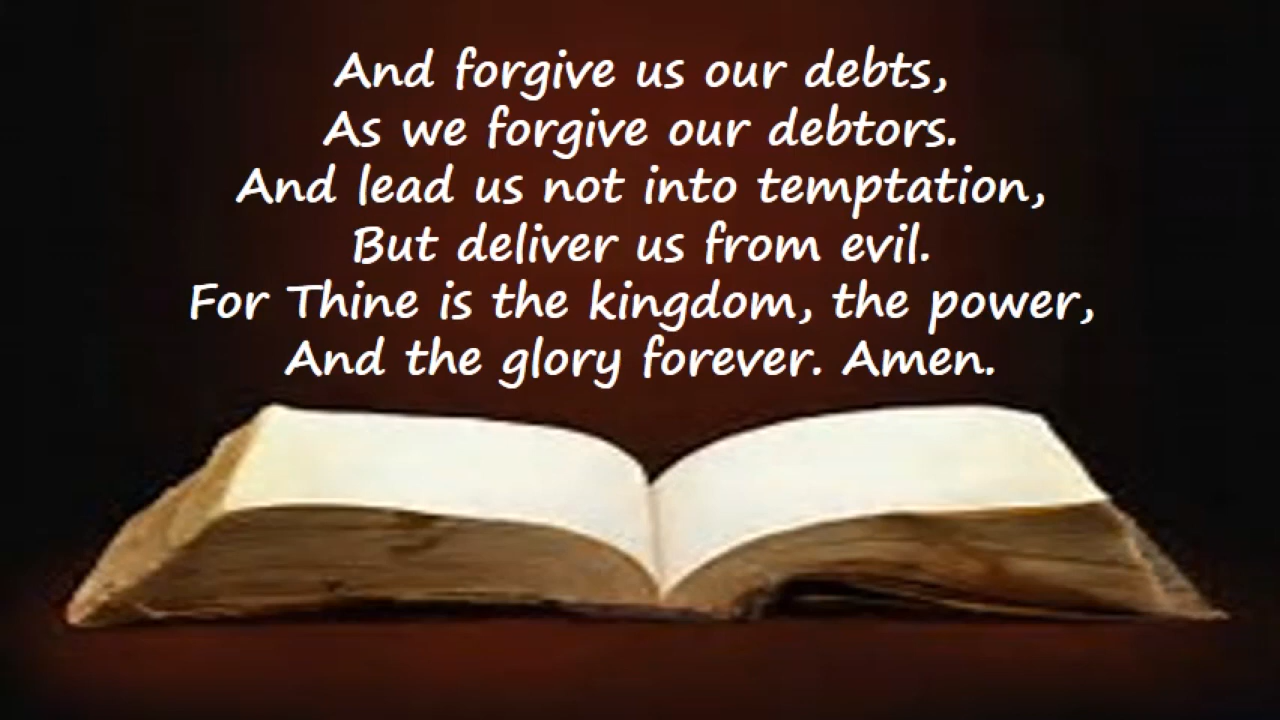 And forgive us our debts,
As we forgive our debtors.
And lead us not into temptation,
But deliver us from evil.
For Thine is the kingdom, the power,
And the glory forever. Amen.